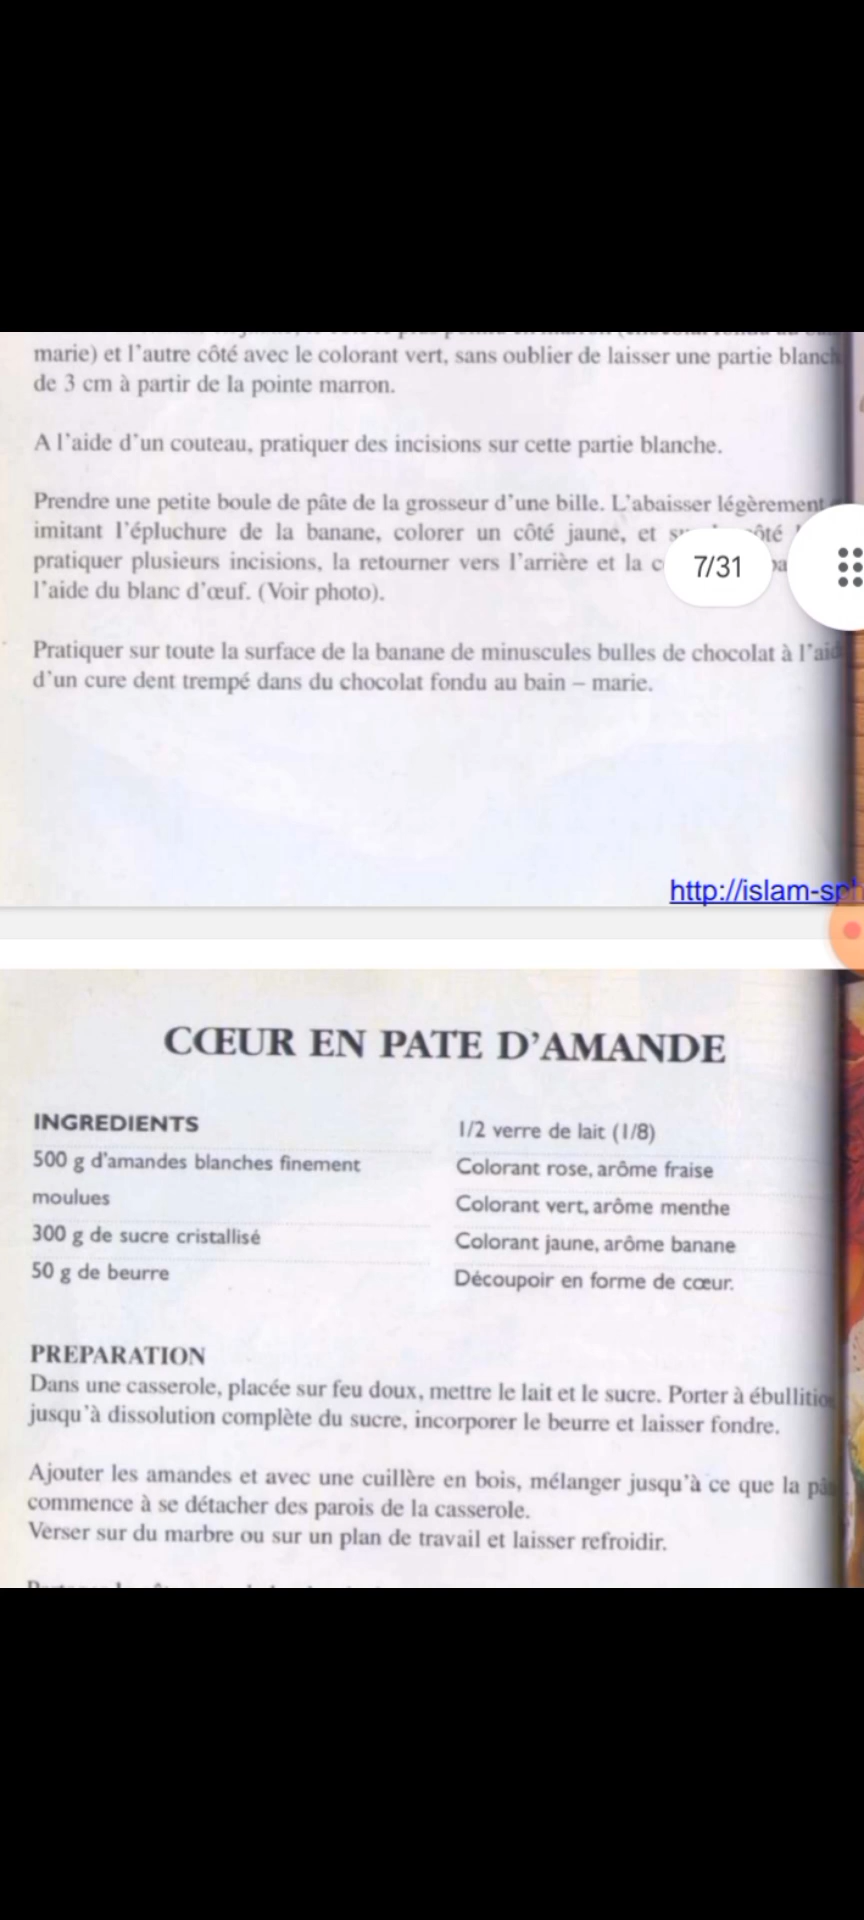 marie) et l'autre côté avec le colorant vert, sans oublier de laisser une partie blanch
de 3 cm à partir de la pointe marron.
A l'aide d'un couteau, pratiquer des incisions sur cette partie blanche.
Prendre une petite boule de pâte de la grosseur d'une bille. L'abaisser légèrement
imitant l'épluchure de la banane, colorer un côté jaune, et
pratiquer plusieurs incisions, la retourner vers l'arrière et la
7/31
l'aide du blanc d'œuf. (Voir photo).
Pratiquer sur toute la surface de la banane de minuscules bulles de chocolat à l'aid
d'un cure dent trempé dans du chocolat fondu au bain – marie.
http://islam-sph
CŒUR EN PATE D'AMANDE
INGREDIENTS
500 g d'amandes blanches finement
moulues
300 g de sucre cristallisé
50 g de beurre
1/2 verre de lait (1/8)
Colorant rose, arôme fraise
Colorant vert, arôme menthe
Colorant jaune, arôme banane
Découpoir en forme de cœur.
PREPARATION
Dans une casserole, placée sur feu doux, mettre le lait et le sucre. Porter à ébullitio
jusqu'à dissolution complète du sucre, incorporer le beurre et laisser fondre.
Ajouter les amandes et avec une cuillère en bois, mélanger jusqu'à ce que la pâ
commence à se détacher des parois de la casserole.
Verser sur du marbre ou sur un plan de travail et laisser refroidir.